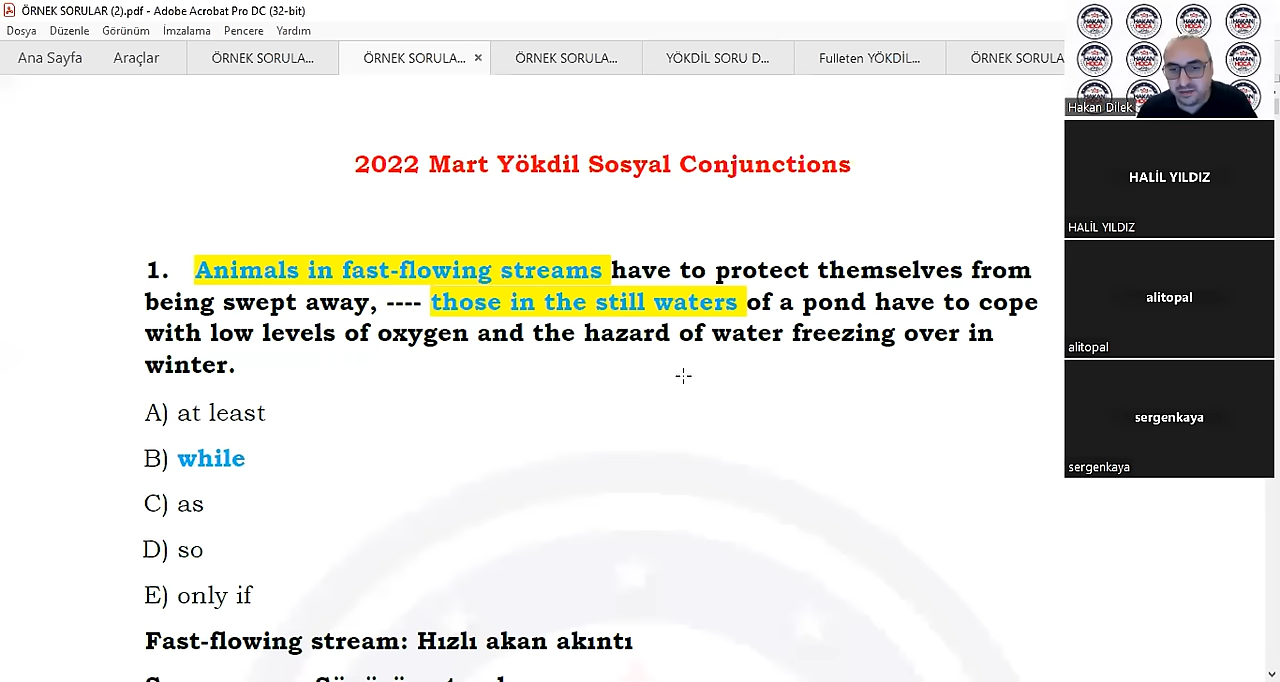 ÖRNEK SORULAR (2).pdf - Adobe Acrobat Pro DC (32-bit)
Dosya Düzenle Görünüm İmzalama Pencere Yardım
Ana Sayfa Araçlar ÖRNEK SORULA... ÖRNEK SORULA... × ÖRNEK SORULA... YÖKDİL SORU D... Fulleten YÖKDİL... ÖRNEK SORULA
HAKAN HOCA
Hakan Dilek
2022 Mart Yökdil Sosyal Conjunctions
HALİL YILDIZ
HALİL YILDIZ
1. Animals in fast-flowing streams have to protect themselves from
being swept away, ---- those in the still waters of a pond have to cope
with low levels of oxygen and the hazard of water freezing over in
winter.
alitopal
alitopal
A) at least
B) while
C) as
D) so
E) only if
sergenkaya
sergenkaya
Fast-flowing stream: Hızlı akan akıntı